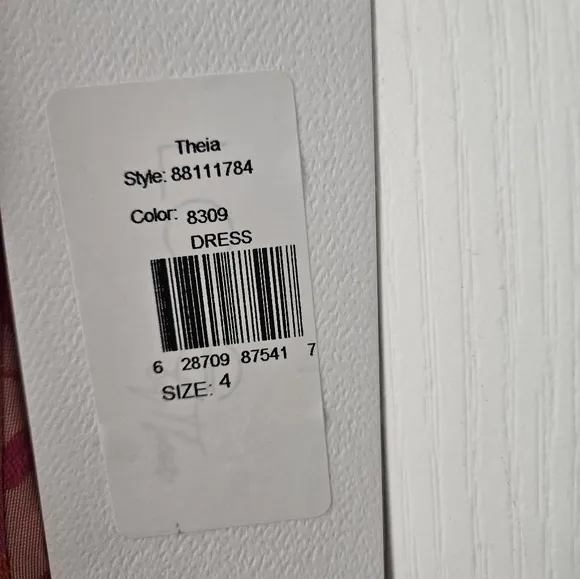 Theia
Style: 88111784
Color: 8309
DRESS
6 28709 87541 7
SIZE: 4